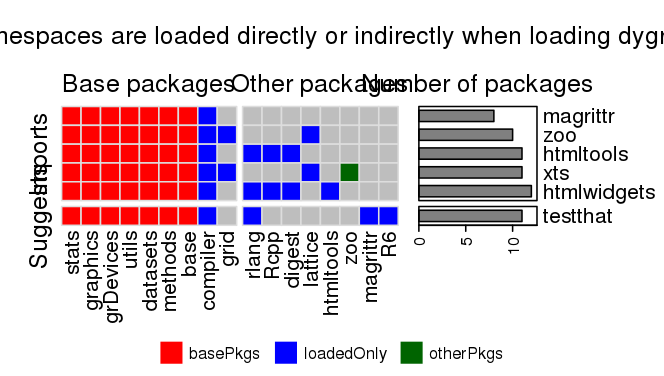 nespaces are loaded directly or indirectly when loading dygr
Base packages Other packages Number of packages
Imports
Suggests
magrittr
zoo
htmltools
xts
htmlwidgets
testthat
stats
graphics
grDevices
utils
datasets
methods
base
compiler
grid
rlang
Rcpp
digest
lattice
htmltools
zoo
magrittr
R6
0 5 10
basePkgs loadedOnly otherPkgs